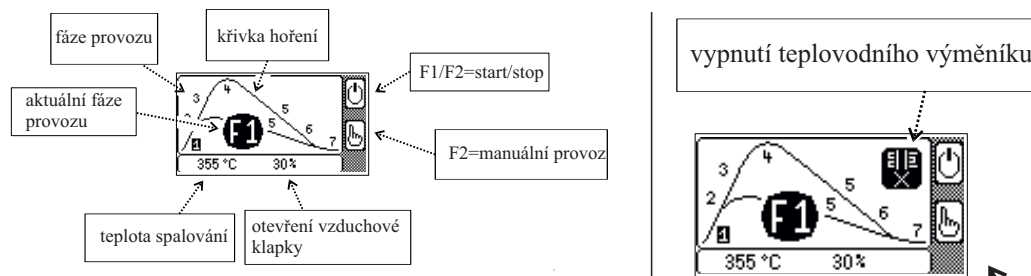 fáze provozu
křivka hoření
F1/F2=start/stop
aktuální fáze
provozu
F2=manuální provoz
teplota spalování
otevření vzduchové
klapky
1
3
4
5
5
6
7
F1
355 °C 30%
vypnutí teplovodního výměníku
1
2
3
4
5
5
6
7
F1
355 °C 30%